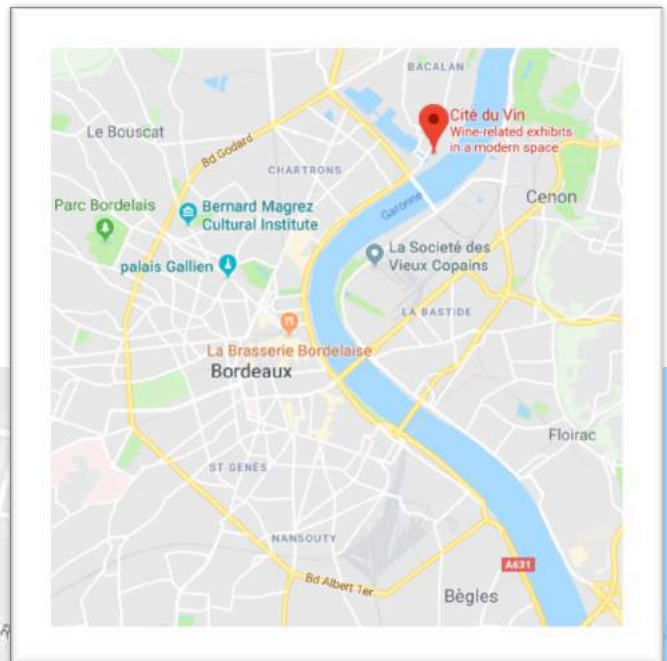 BACALAN
Cité du Vin
Wine-related exhibits
in a modern space
Le Bouscat
Bd Godard
CHARTRONS
Cenon
Parc Bordelais
Bernard Magrez
Cultural Institute
Garonne
La Societé des
Vieux Copains
palais Gallien
LA BASTIDE
La Brasserie Bordelaise
Bordeaux
Floirac
ST GENÈS
NANSOUTY
A631
Bd Albert 1er
Bègles